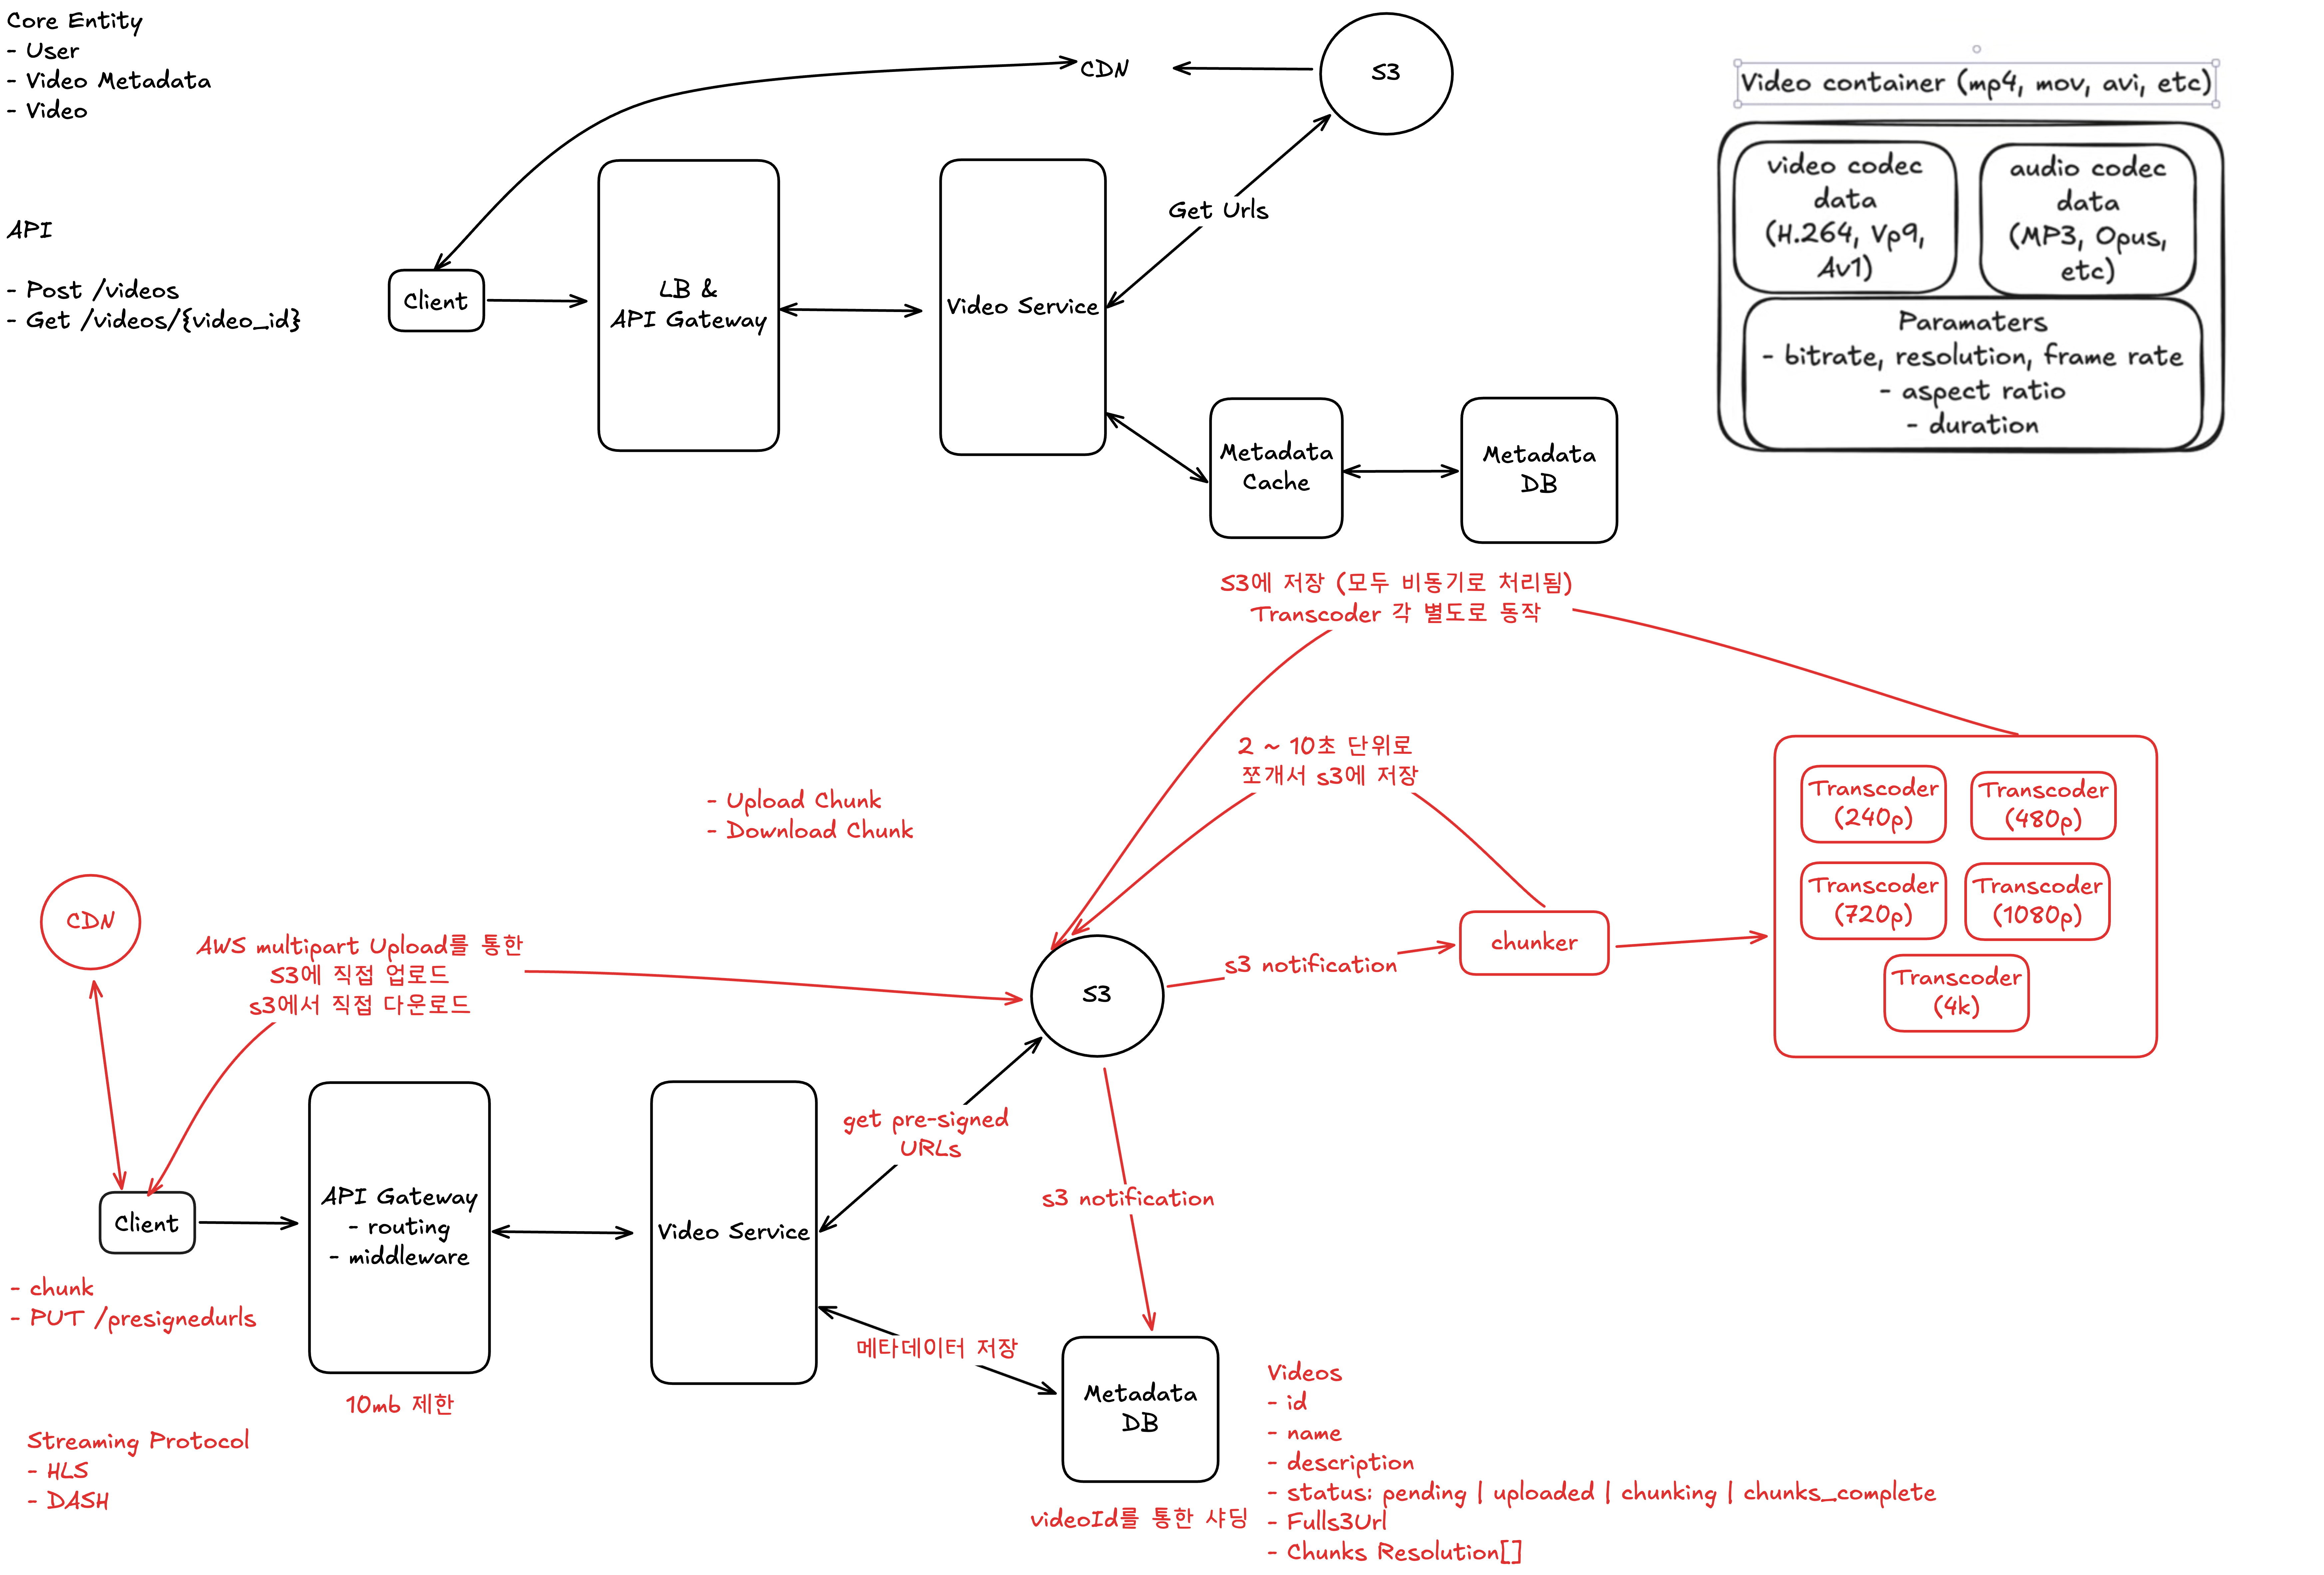 Core Entity
- User
- Video Metadata
- Video
API
- Post /videos
- Get /videos/{video_id}
CDN
S3
Client
LB &
API Gateway
Video Service
Get Urls
Metadata
Cache
Metadata
DB
Video container (mp4, mov, avi, etc)
video codec
data
(H.264, Vp9,
Av1)
audio codec
data
(MP3, Opus,
etc)
Paramaters
- bitrate, resolution, frame rate
- aspect ratio
- duration
S3에 저장 (모두 비동기로 처리됨)
Transcoder 각 별도로 동작
2 ~ 10초 단위로
쪼개서 s3에 저장
- Upload Chunk
- Download Chunk
CDN
AWS multipart Upload를 통한
S3에 직접 업로드
s3에서 직접 다운로드
S3
s3 notification
chunker
Transcoder
(240p)
Transcoder
(480p)
Transcoder
(720p)
Transcoder
(1080p)
Transcoder
(4k)
Client
- chunk
- PUT /presignedurls
API Gateway
- routing
- middleware
10mb 제한
Video Service
get pre-signed
URLs
s3 notification
메타데이터 저장
Metadata
DB
videoId를 통한 샤딩
Streaming Protocol
- HLS
- DASH
Videos
- id
- name
- description
- status: pending | uploaded | chunking | chunks_complete
- Fulls3Url
- Chunks Resolution[]